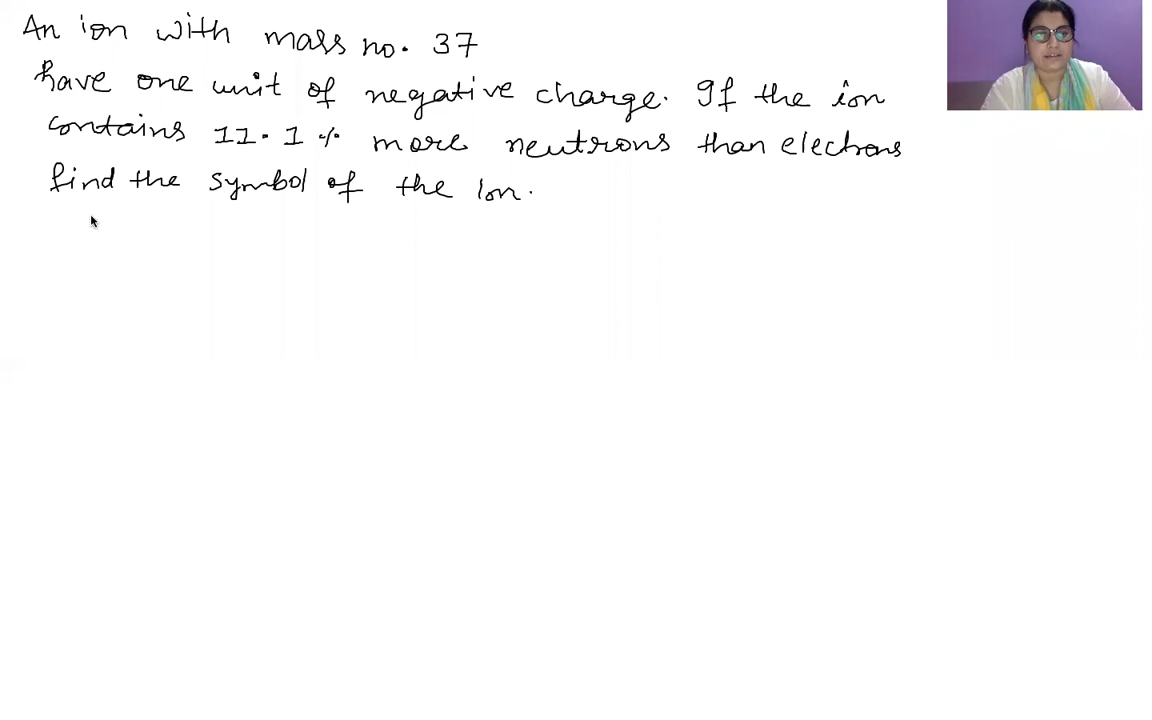 An ion with mass no. 37
have one unit of negative charge. If the ion
contains 11.1 % more neutrons than electrons
find the symbol of the Ion.